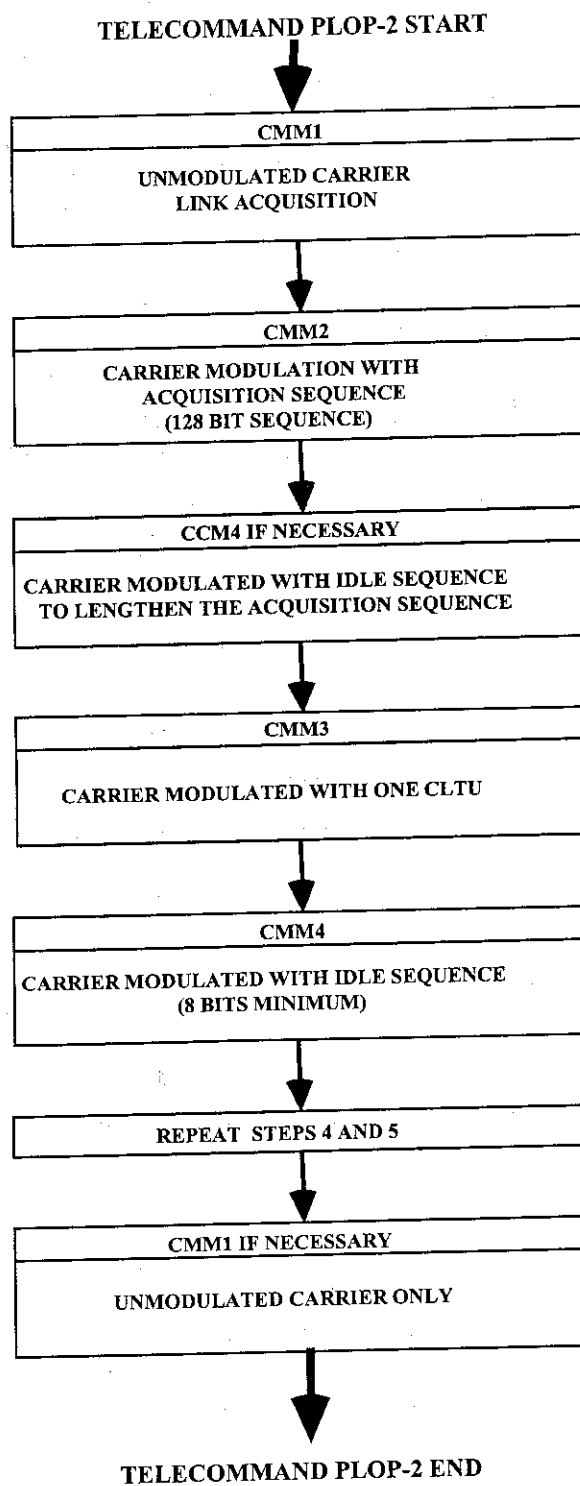 TELECOMMAND PLOP-2 START
CMM1
UNMODULATED CARRIER
LINK ACQUISITION
CMM2
CARRIER MODULATION WITH
ACQUISITION SEQUENCE
(128 BIT SEQUENCE)
CCM4 IF NECESSARY
CARRIER MODULATED WITH IDLE SEQUENCE
TO LENGTHEN THE ACQUISITION SEQUENCE
CMM3
CARRIER MODULATED WITH ONE CLTU
CMM4
CARRIER MODULATED WITH IDLE SEQUENCE
(8 BITS MINIMUM)
REPEAT STEPS 4 AND 5
CMM1 IF NECESSARY
UNMODULATED CARRIER ONLY
TELECOMMAND PLOP-2 END